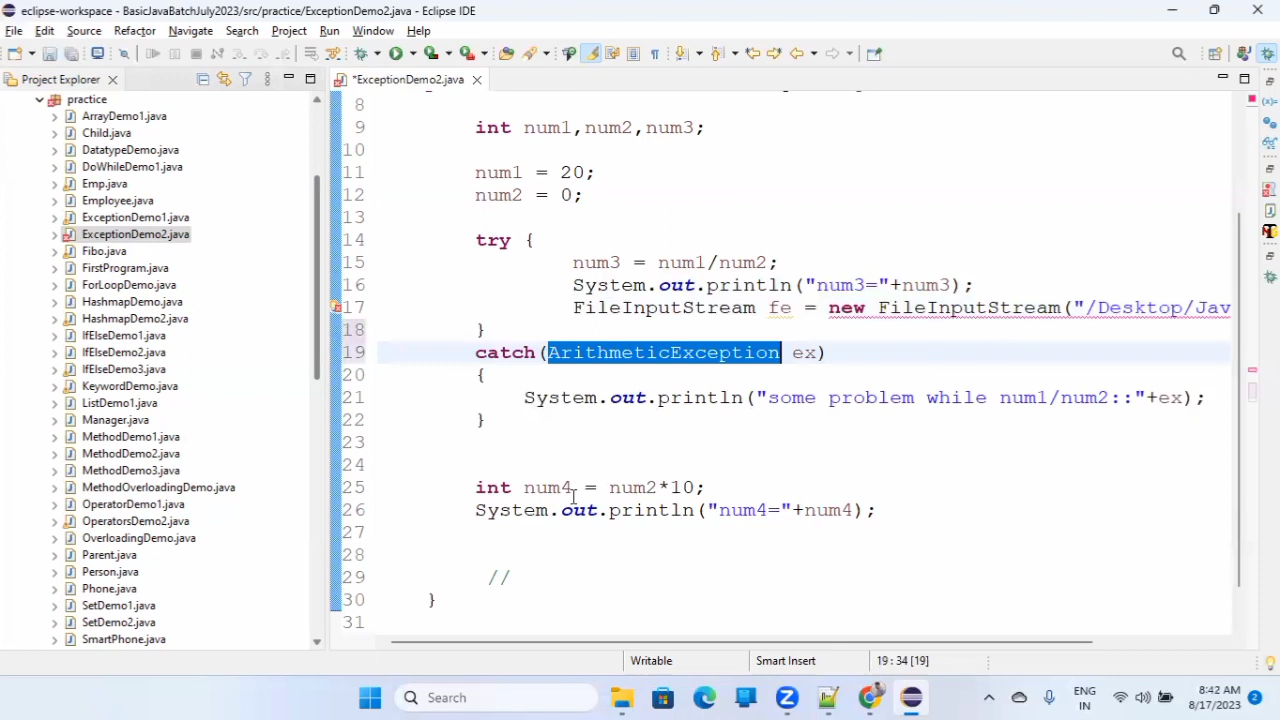 eclipse-workspace - BasicJavaBatchJuly2023/src/practice/ExceptionDemo2.java - Eclipse IDE
File Edit Source Refactor Navigate Search Project Run Window Help
Project Explorer
*ExceptionDemo2.java
practice
ArrayDemo1.java
Child.java
DatatypeDemo.java
DoWhileDemo1.java
Emp.java
Employee.java
ExceptionDemo1.java
ExceptionDemo2.java
Fibo.java
FirstProgram.java
ForLoopDemo.java
HashmapDemo.java
HashmapDemo2.java
IfElseDemo1.java
IfElseDemo2.java
IfElseDemo3.java
KeywordDemo.java
ListDemo1.java
Manager.java
MethodDemo1.java
MethodDemo2.java
MethodDemo3.java
MethodOverloadingDemo.java
OperatorDemo1.java
OperatorsDemo2.java
OverloadingDemo.java
Parent.java
Person.java
Phone.java
SetDemo1.java
SetDemo2.java
SmartPhone.java
8
9 int num1,num2,num3;
10
11 num1 = 20;
12 num2 = 0;
13
14 try {
15 num3 = num1/num2;
16 System.out.println("num3="+num3);
17 FileInputStream fe = new FileInputStream("/Desktop/Jav
18 }
19 catch(ArithmeticException ex)
20 {
21 System.out.println("some problem while num1/num2::"+ex);
22 }
23
24
25 int num4 = num2*10;
26 System.out.println("num4="+num4);
27
28
29 //
30 }
31
Writable Smart Insert 19 : 34 [19]
Search
ENG
IN
8:42 AM
8/17/2023
2